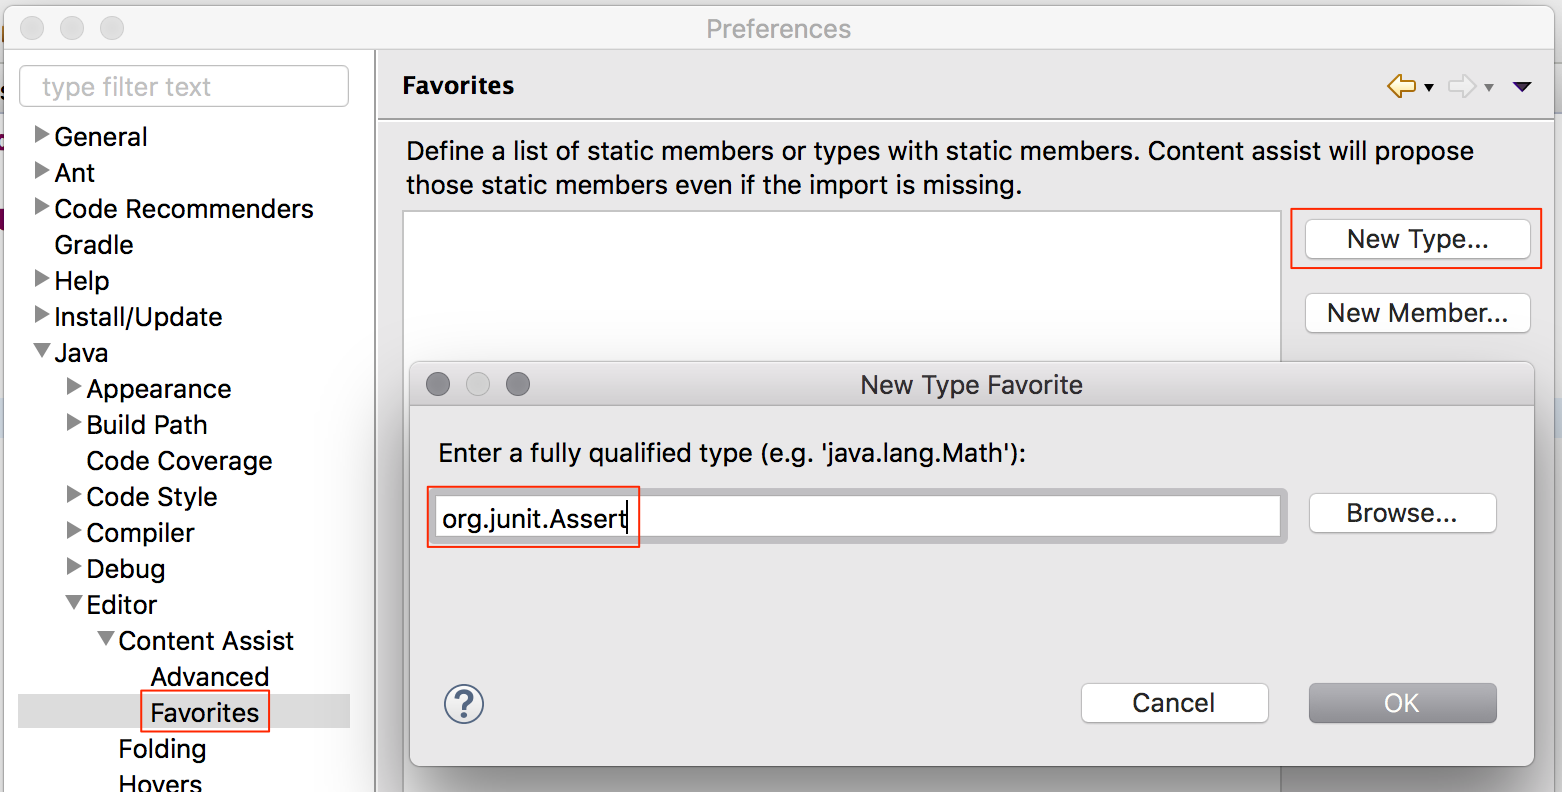 Preferences
type filter text
General
Ant
Code Recommenders
Gradle
Help
Install/Update
Java
Appearance
Build Path
Code Coverage
Code Style
Compiler
Debug
Editor
Content Assist
Advanced
Favorites
Folding
Hovers
Favorites
Define a list of static members or types with static members. Content assist will propose
those static members even if the import is missing.
New Type...
New Member...
New Type Favorite
Enter a fully qualified type (e.g. 'java.lang.Math'):
org.junit.Assert
Browse...
?
Cancel
OK